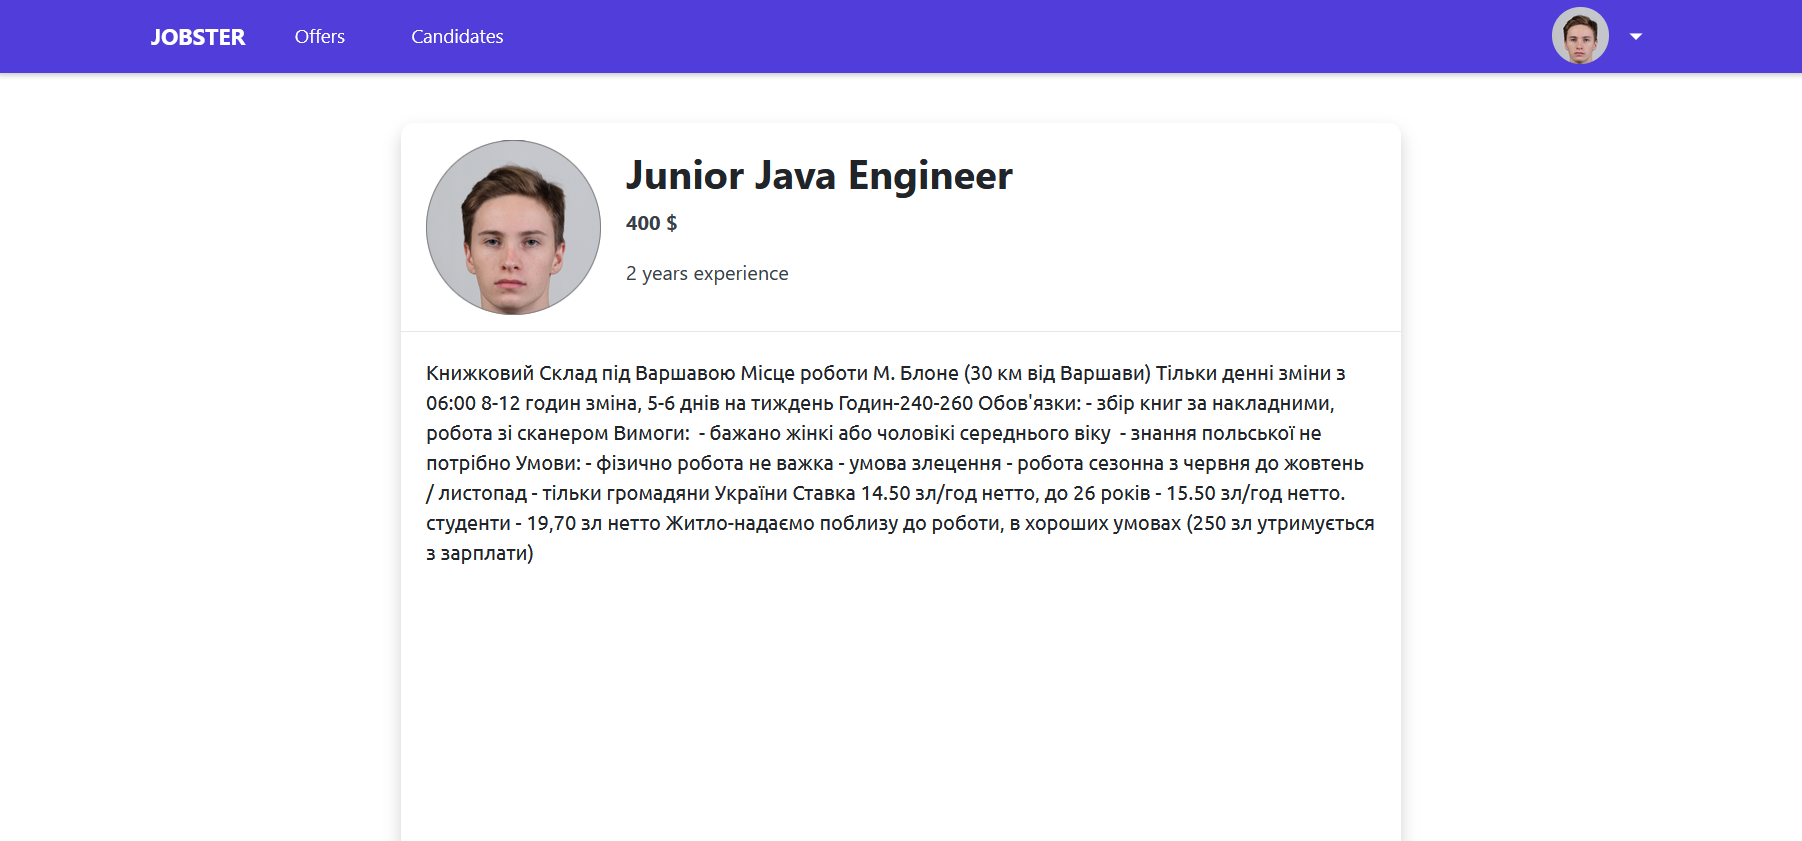 JOBSTER Offers Candidates
Junior Java Engineer
400 $
2 years experience
Книжковий Склад під Варшавою Місце роботи М. Блоне (30 км від Варшави) Тільки денні зміни з
06:00 8-12 годин зміна, 5-6 днів на тиждень Годин-240-260 Обов'язки: - збір книг за накладними,
робота зі сканером Вимоги:  - бажано жінкі або чоловікі середнього віку  - знання польської не
потрібно Умови: - фізично робота не важка - умова злецення - робота сезонна з червня до жовтень
/ листопад - тільки громадяни України Ставка 14.50 зл/год нетто, до 26 років - 15.50 зл/год нетто.
студенти - 19,70 зл нетто Житло-надаємо поблизу до роботи, в хороших умовах (250 зл утримується
з зарплати)